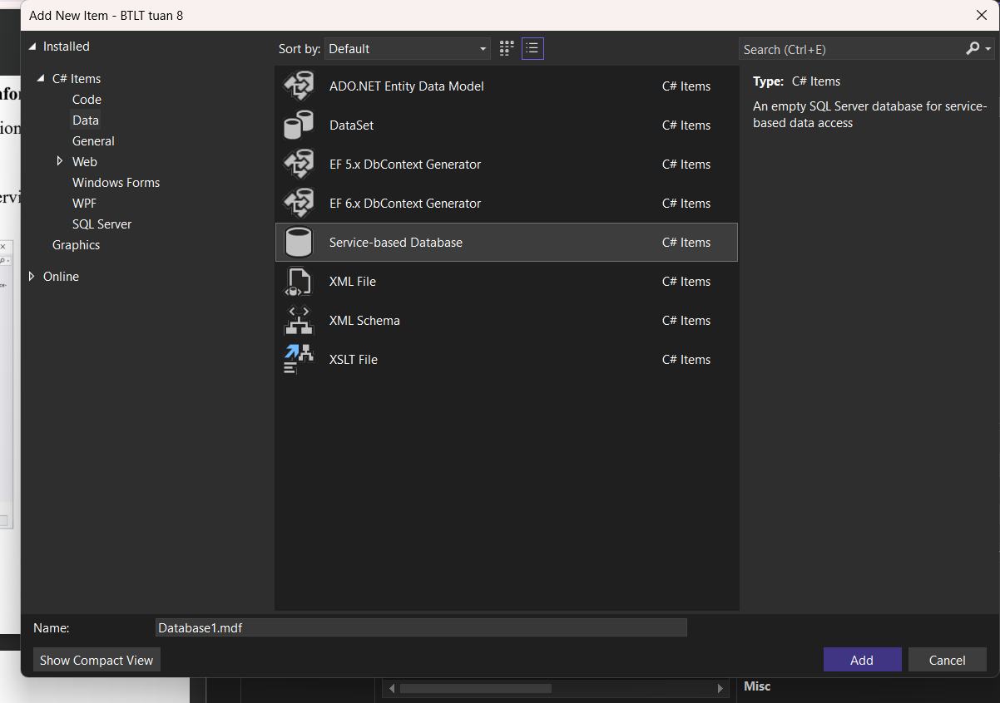 Add New Item - BTLT tuan 8
Installed
C# Items
Code
Data
General
Web
Windows Forms
WPF
SQL Server
Graphics
Online
Sort by: Default
ADO.NET Entity Data Model C# Items
DataSet C# Items
EF 5.x DbContext Generator C# Items
EF 6.x DbContext Generator C# Items
Service-based Database C# Items
XML File C# Items
XML Schema C# Items
XSLT File C# Items
Search (Ctrl+E)
Type: C# Items
An empty SQL Server database for service-
based data access
Name: Database1.mdf
Show Compact View
Add Cancel
Misc